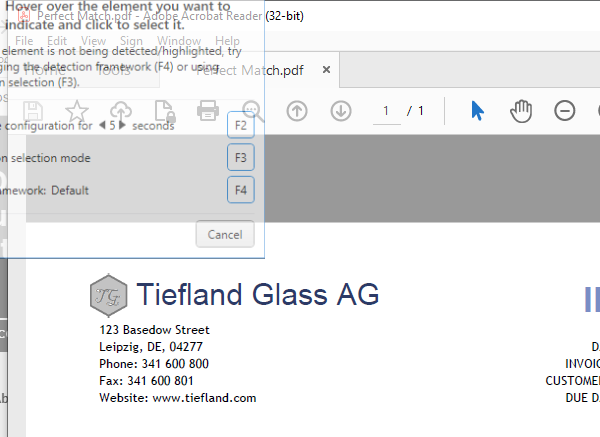 Hover over the element you want to
indicate and click to select it.
Perfect Match.pdf - Adobe Acrobat Reader (32-bit)
File Edit View Sign Window Help
element is not being detected/highlighted, try
ging the detection framework (F4) or using
n selection (F3).
Home Tools Perfect Match.pdf ×
1 / 1
e configuration for 5 seconds F2
on selection mode F3
amework: Default F4
Cancel
TG Tiefland Glass AG
123 Basedow Street
Leipzig, DE, 04277
Phone: 341 600 800
Fax: 341 600 801
Website: www.tiefland.com
INVOIC
CUSTOME
DUE D